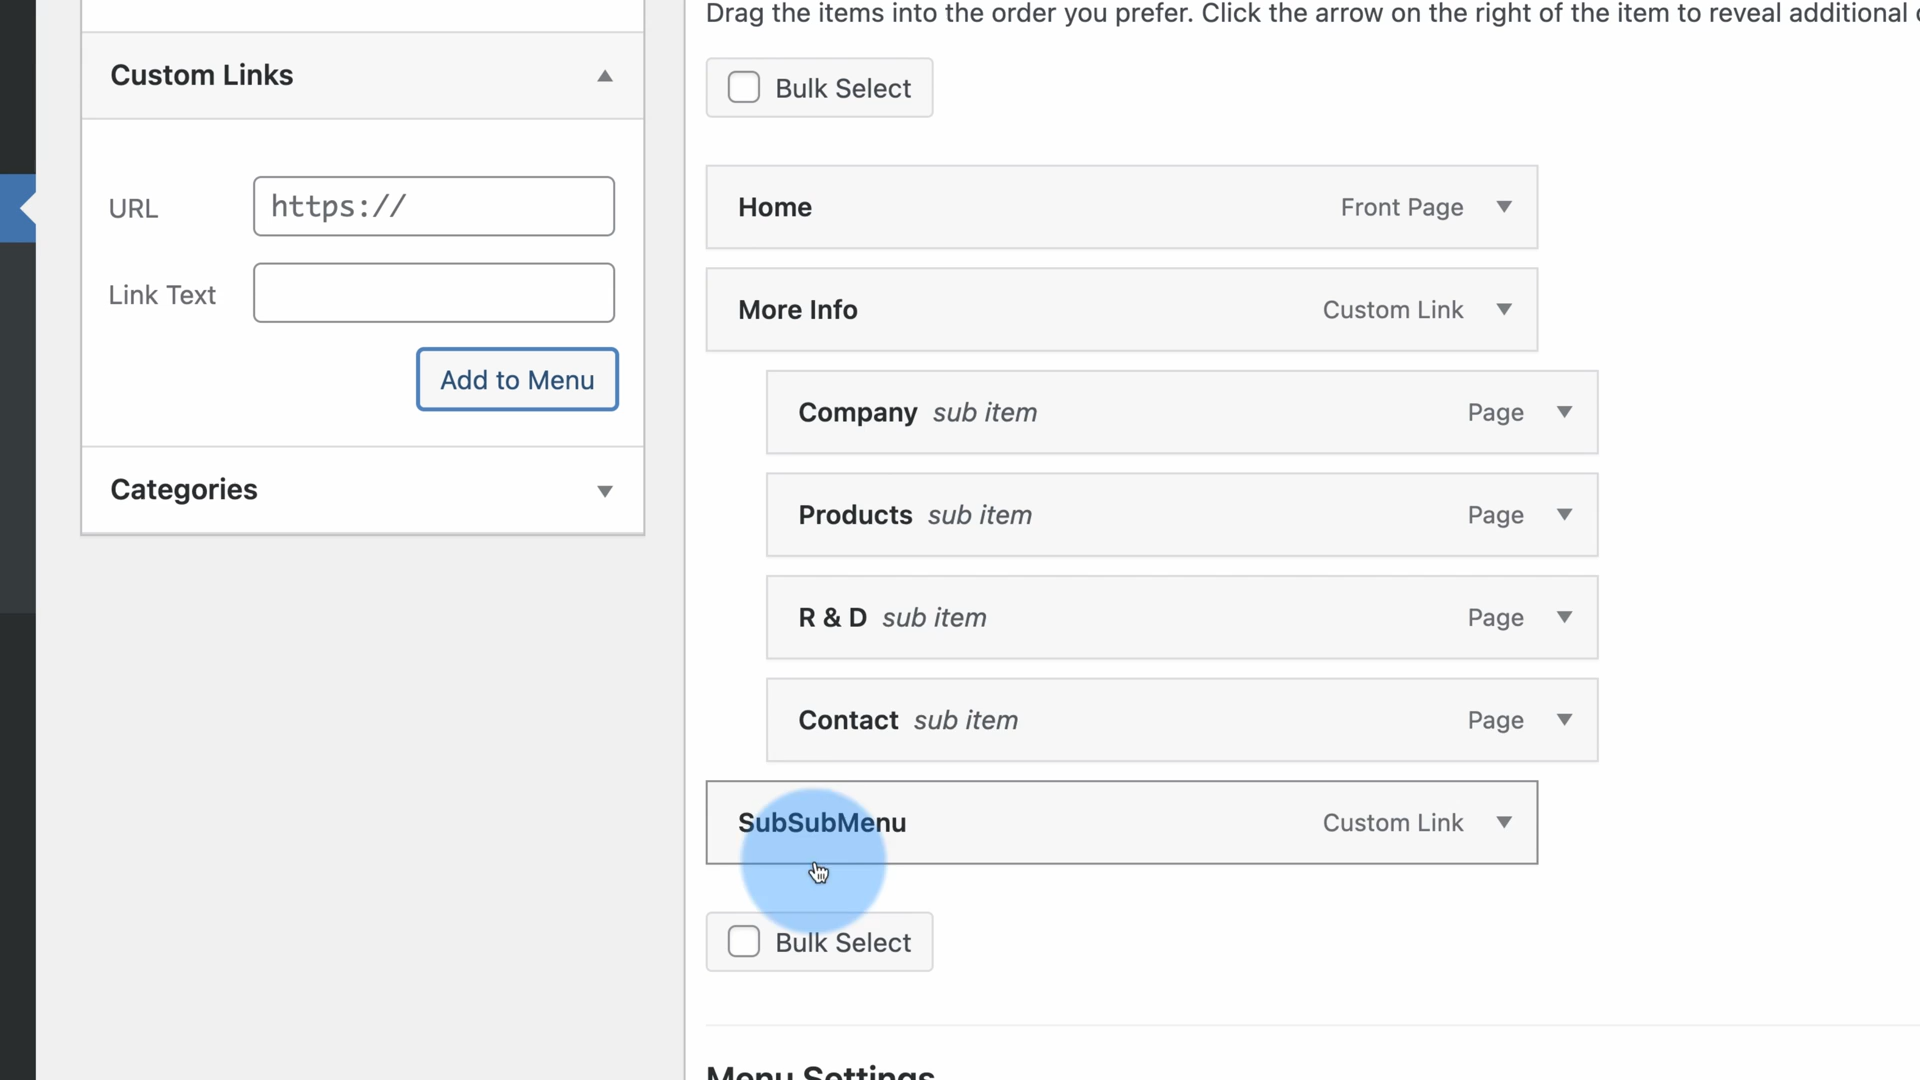 Drag the items into the order you prefer. Click the arrow on the right of the item to reveal additional
Custom Links
Bulk Select
URL
https://
Link Text
Add to Menu
Categories
Home Front Page
More Info Custom Link
Company sub item Page
Products sub item Page
R & D sub item Page
Contact sub item Page
SubSubMenu Custom Link
Bulk Select
Menu Settings